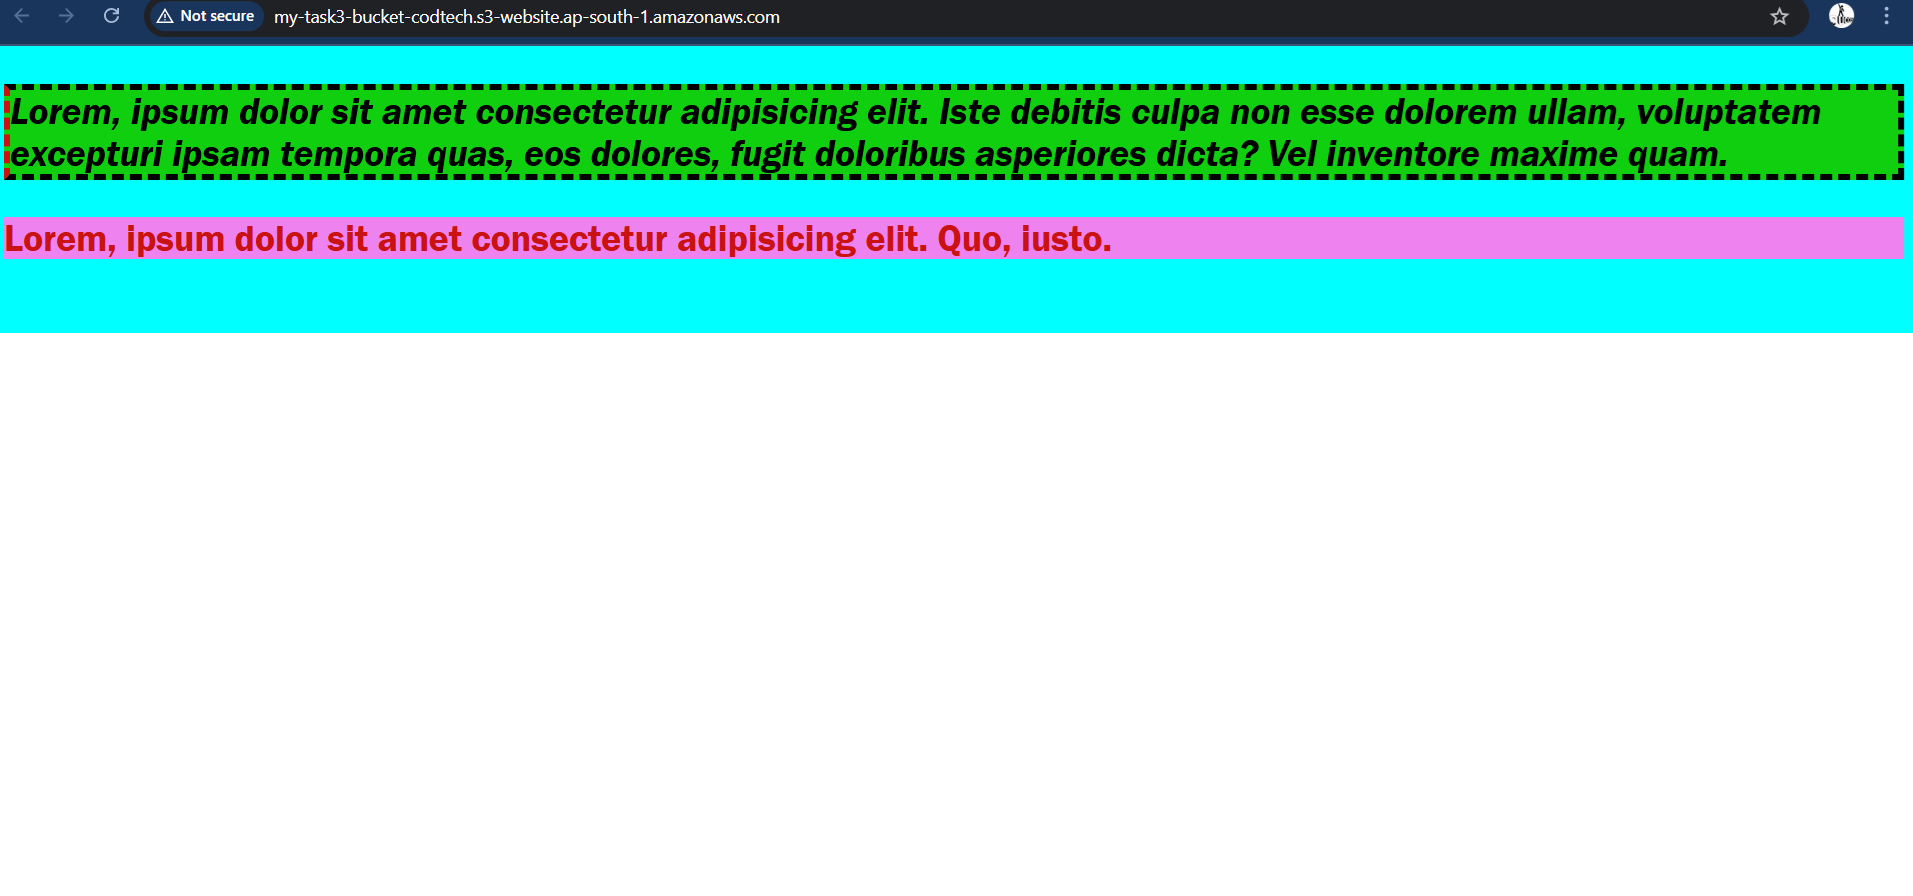 Not secure my-task3-bucket-codtech.s3-website.ap-south-1.amazonaws.com
Lorem, ipsum dolor sit amet consectetur adipisicing elit. Iste debitis culpa non esse dolorem ullam, voluptatem
excepturi ipsam tempora quas, eos dolores, fugit doloribus asperiores dicta? Vel inventore maxime quam.
Lorem, ipsum dolor sit amet consectetur adipisicing elit. Quo, iusto.